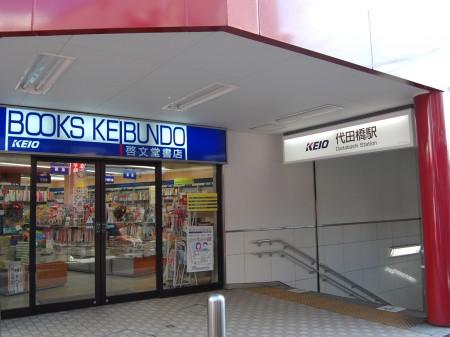 BOOKS KEIBUNDO
KEIO
啓文堂書店
KEIO 代田橋駅
Daitabashi Station